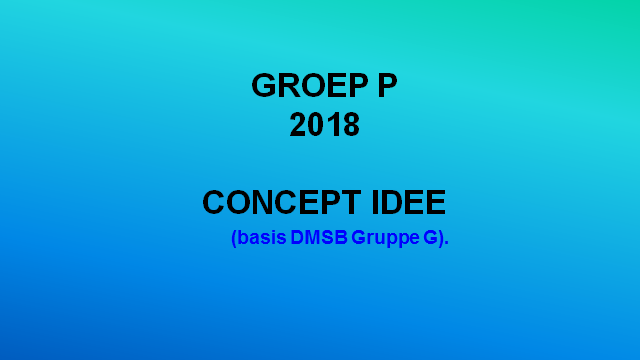 GROEP P
2018
CONCEPT IDEE
(basis DMSB Gruppe G).